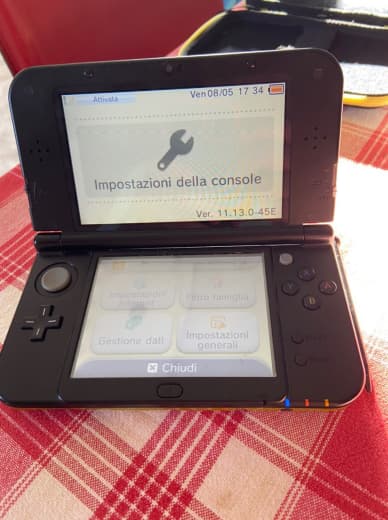 Attivata
Ven 08/05 17 34
Impostazioni della console
Ver. 11.13.0-45E
Filtro famiglia
Gestione dati
Impostazioni
generali
Chiudi
A
B